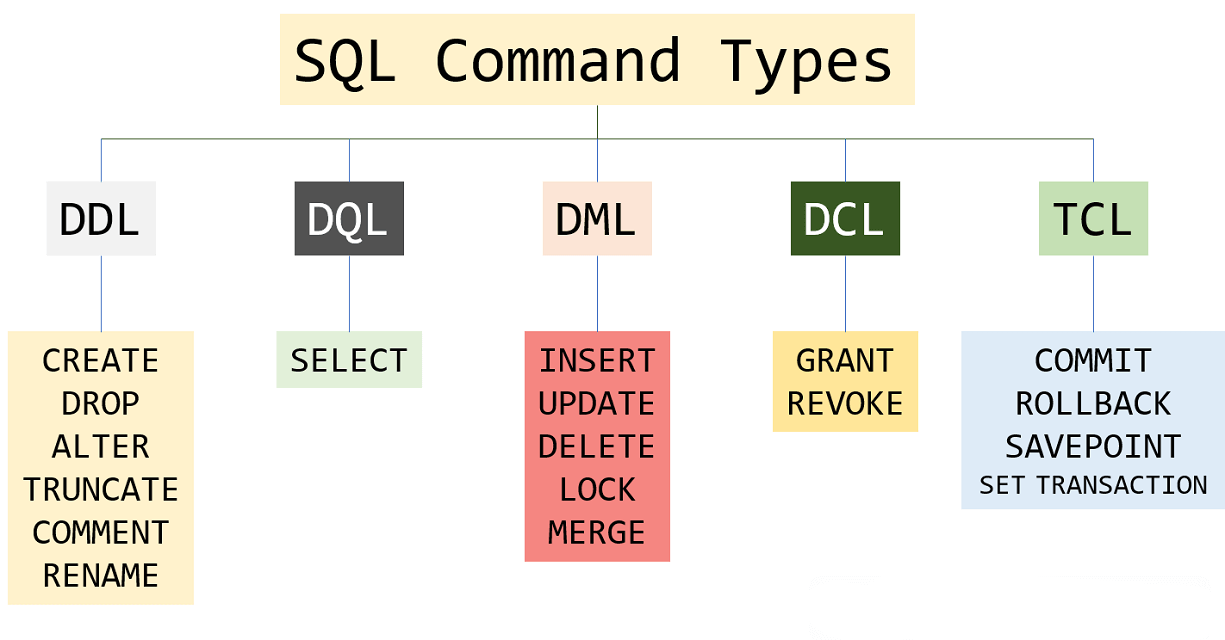 SQL Command Types
DDL
DQL
DML
DCL
TCL
CREATE
DROP
ALTER
TRUNCATE
COMMENT
RENAME
SELECT
INSERT
UPDATE
DELETE
LOCK
MERGE
GRANT
REVOKE
COMMIT
ROLLBACK
SAVEPOINT
SET TRANSACTION